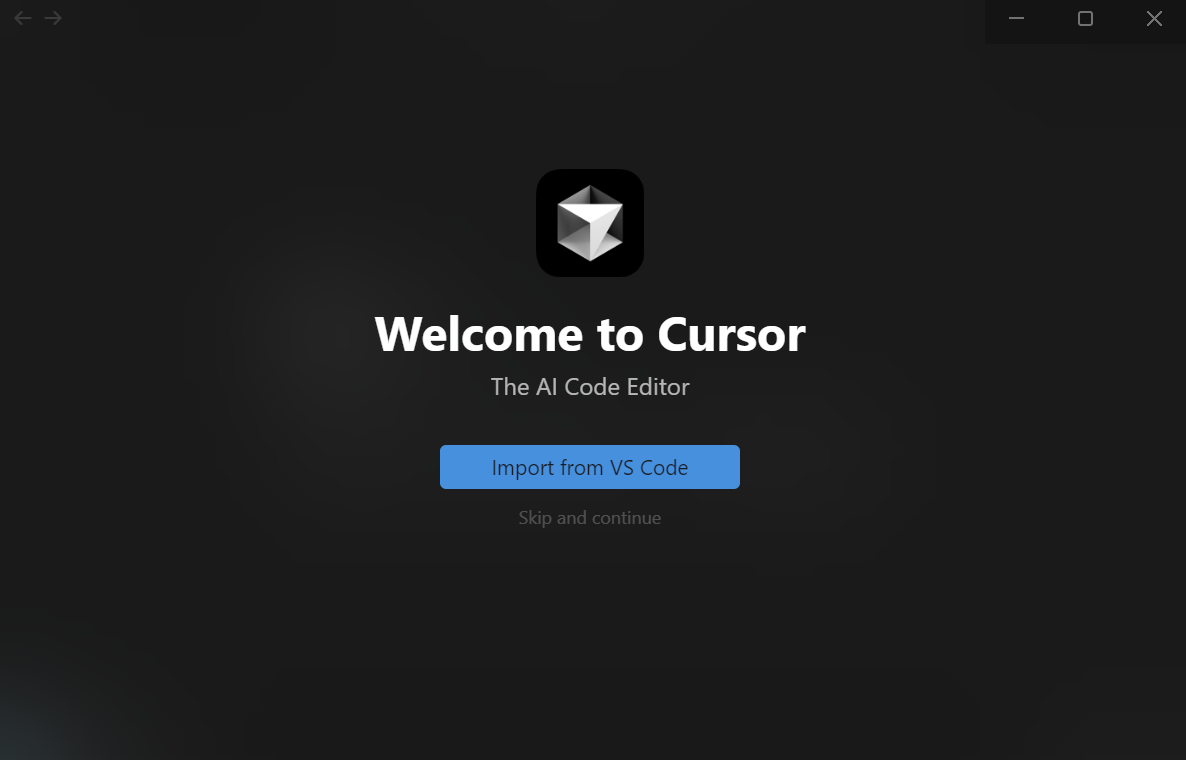 Welcome to Cursor
The AI Code Editor
Import from VS Code
Skip and continue